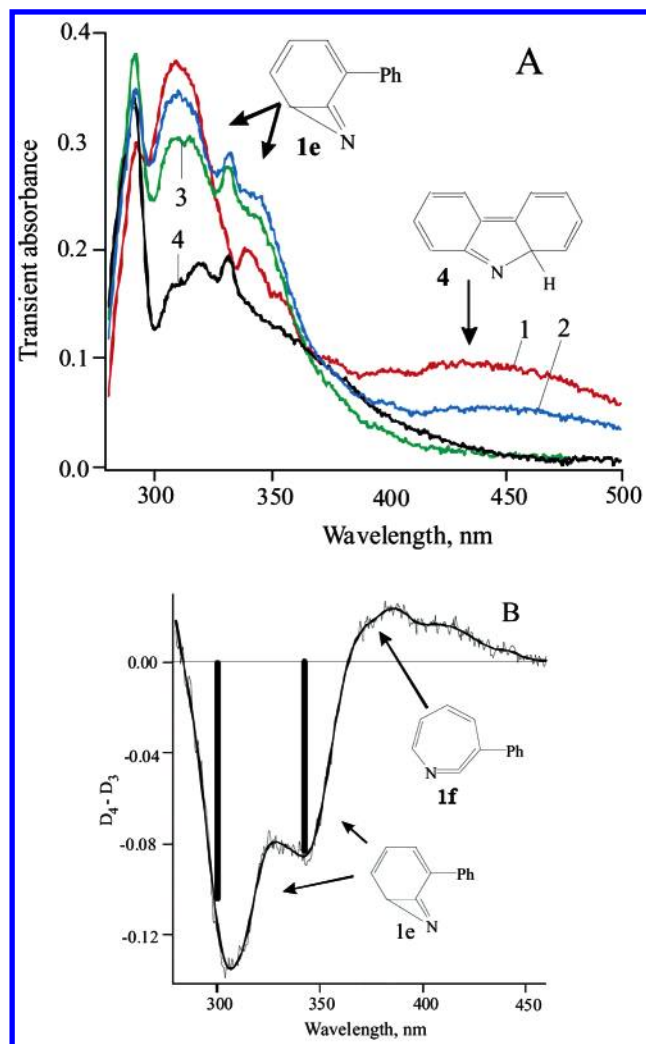 A
0.4
0.3
0.2
0.1
0.0
Transient absorbance
Ph
N
1e
3
4
4
N
H
1
2
300
350
400
450
500
Wavelength, nm
B
0.00
-0.04
-0.08
-0.12
D4 - D3
N
Ph
1f
Ph
1e
N
300
350
400
450
Wavelength, nm